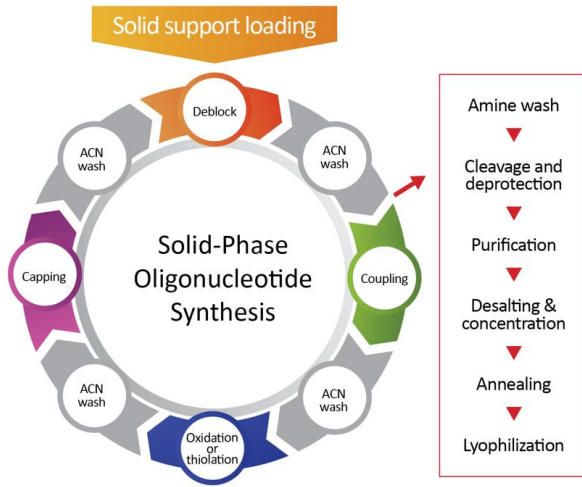 Solid support loading
Deblock
ACN
wash
Coupling
ACN
wash
Oxidation
or
thiolation
ACN
wash
Capping
ACN
wash
Solid-Phase
Oligonucleotide
Synthesis
Amine wash
Cleavage and
deprotection
Purification
Desalting &
concentration
Annealing
Lyophilization